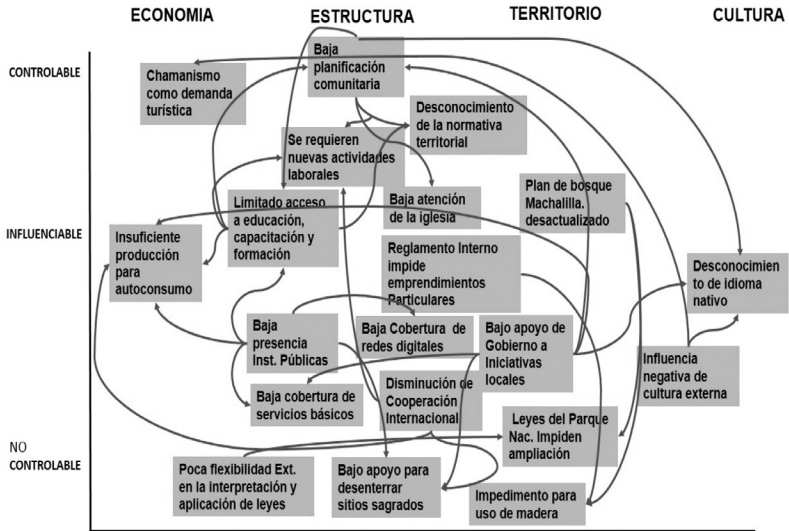 ECONOMIA
ESTRUCTURA
TERRITORIO
CULTURA
CONTROLABLE
INFLUENCIABLE
NO
CONTROLABLE
Chamanismo
como demanda
turística
Baja
planificación
comunitaria
Desconocimiento
de la normativa
territorial
Se requieren
nuevas actividades
laborales
Limitado acceso
a educación,
capacitación y
formación
Baja atención
de la iglesia
Plan de bosque
Machalilla.
desactualizado
Insuficiente
producción
para
autoconsumo
Reglamento Interno
impide
emprendimientos
Particulares
Desconocimien
to de idioma
nativo
Baja
presencia
Inst. Públicas
Baja Cobertura de
redes digitales
Bajo apoyo de
Gobierno a
Iniciativas
locales
Influencia
negativa de
cultura externa
Baja cobertura de
servicios básicos
Disminución de
Cooperación
Internacional
Leyes del Parque
Nac. Impiden
ampliación
Poca flexibilidad Ext.
en la interpretación y
aplicación de leyes
Bajo apoyo para
desenterrar
sitios sagrados
Impedimento para
uso de madera